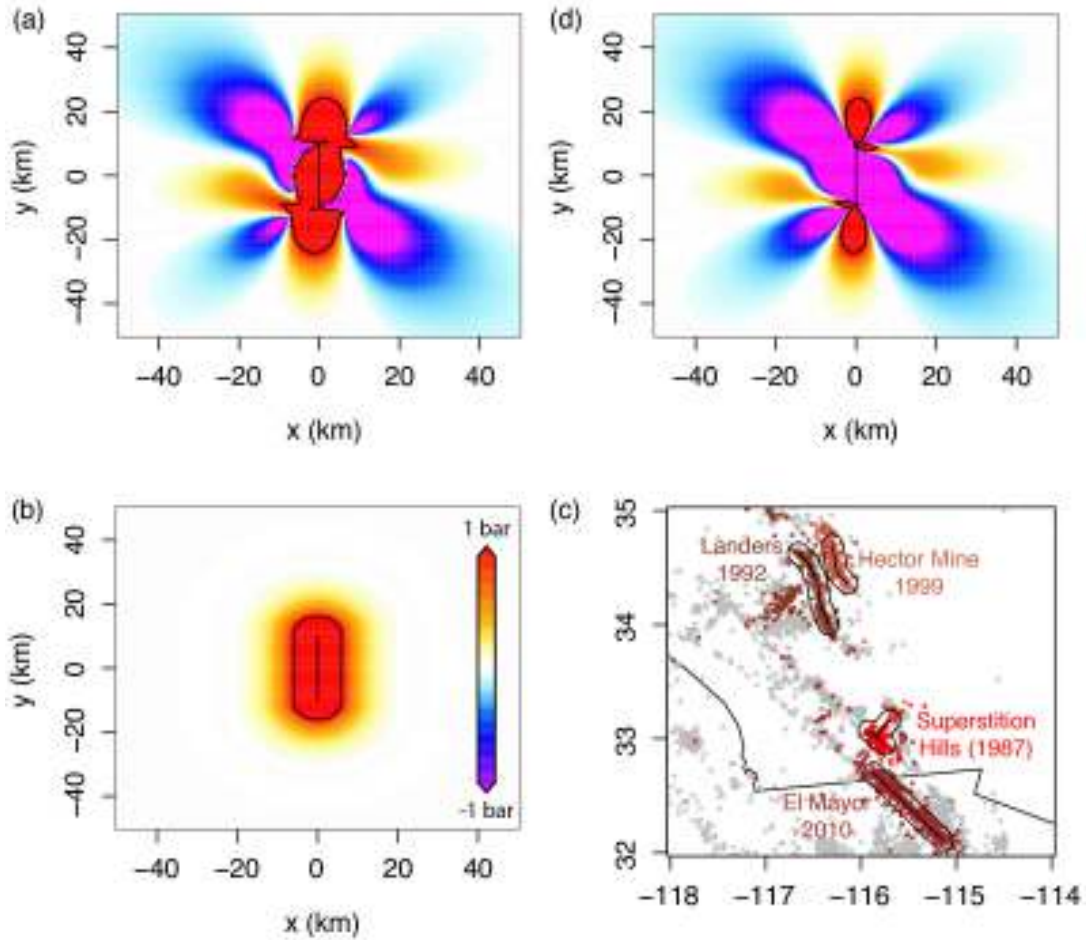 (a)
40
20
0
−20
−40
y (km)
−40 −20 0 20 40
x (km)
(d)
40
20
0
−20
−40
y (km)
−40 −20 0 20 40
x (km)
(b)
40
20
0
−20
−40
y (km)
1 bar
-1 bar
−40 −20 0 20 40
x (km)
(c)
35
34
33
32
Landers
1992
Hector Mine
1999
Superstition
Hills (1987)
El Mayor
2010
−118 −117 −116 −115 −114